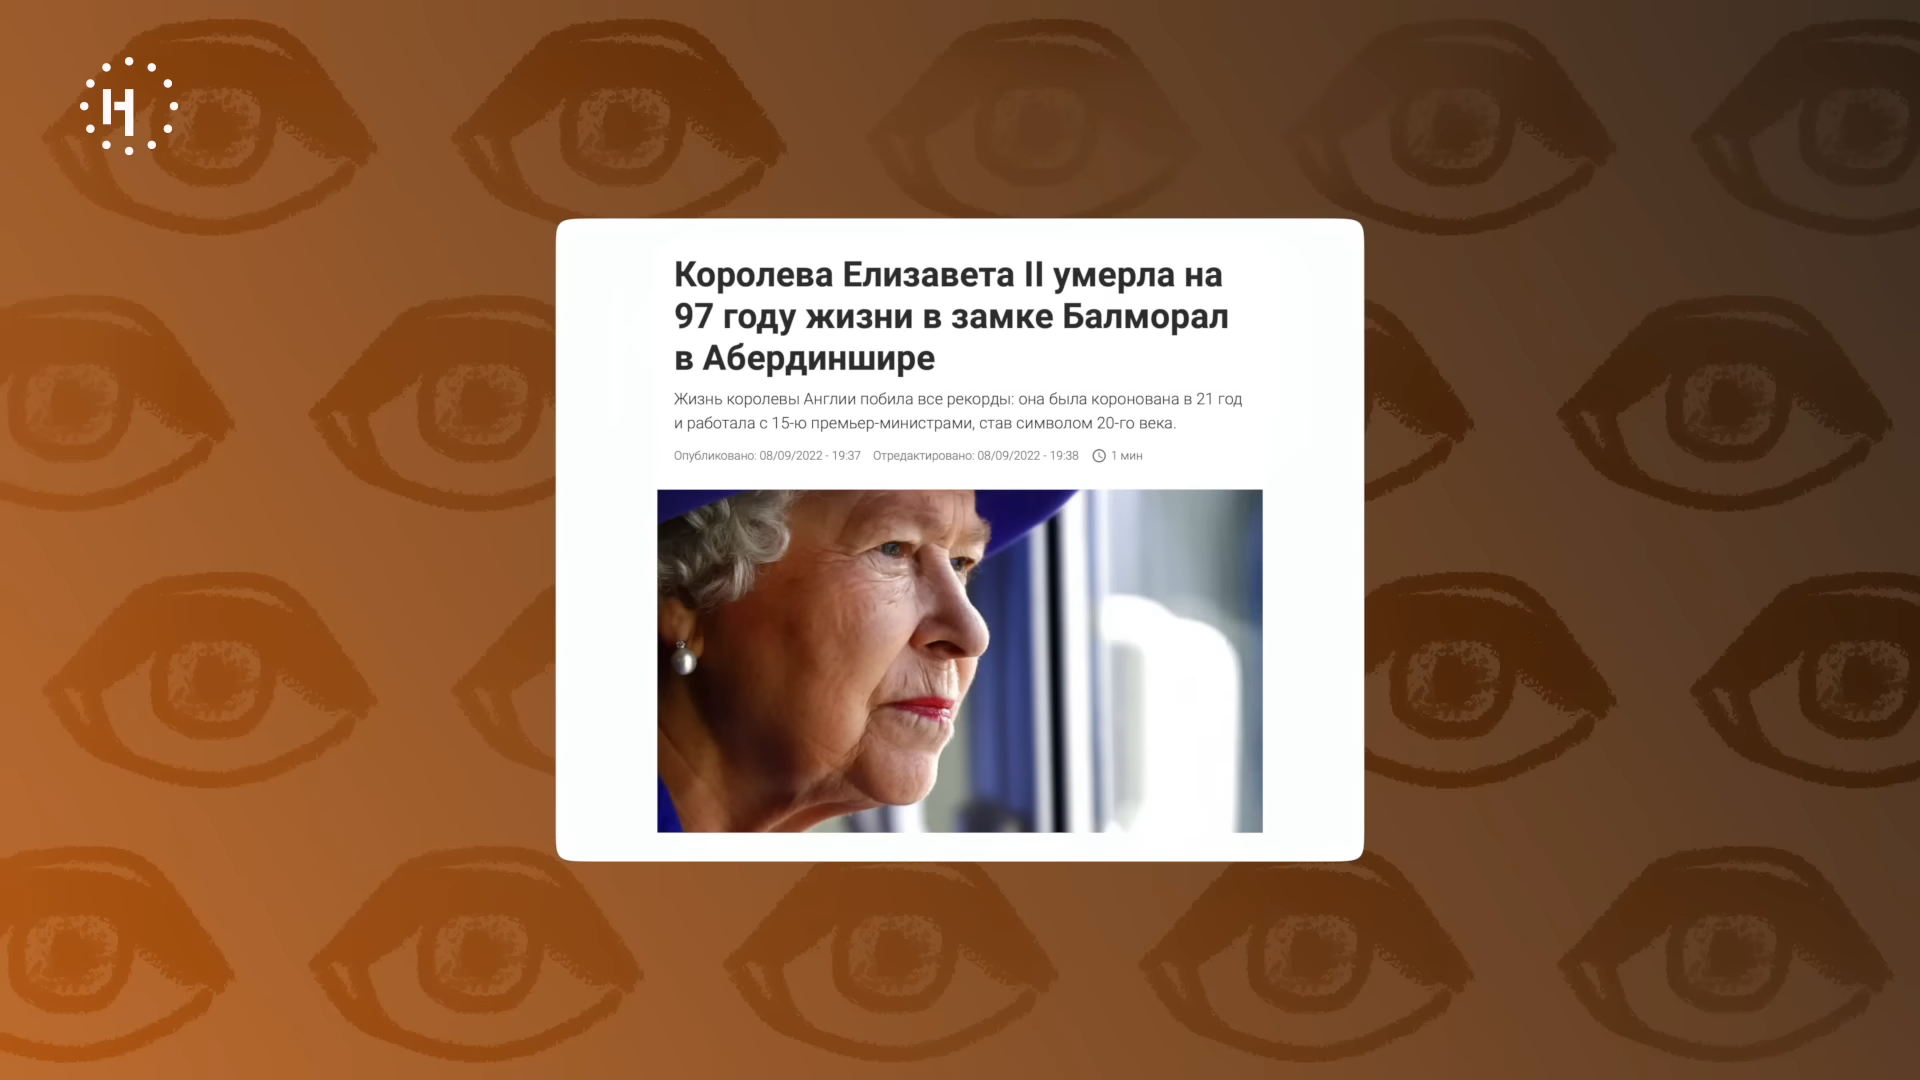 Королева Елизавета II умерла на
97 году жизни в замке Балморал
в Абердиншире
Жизнь королевы Англии побила все рекорды: она была коронована в 21 год
и работала с 15-ю премьер-министрами, став символом 20-го века.
Опубликовано: 08/09/2022 - 19:37 Отредактировано: 08/09/2022 - 19:38 1 мин